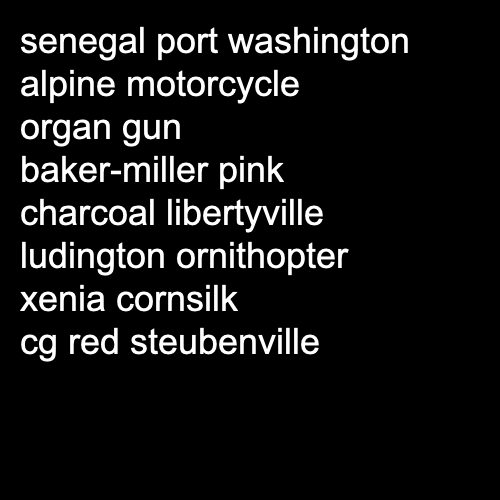 senegal port washington
alpine motorcycle
organ gun
baker-miller pink
charcoal libertyville
ludington ornithopter
xenia cornsilk
cg red steubenville